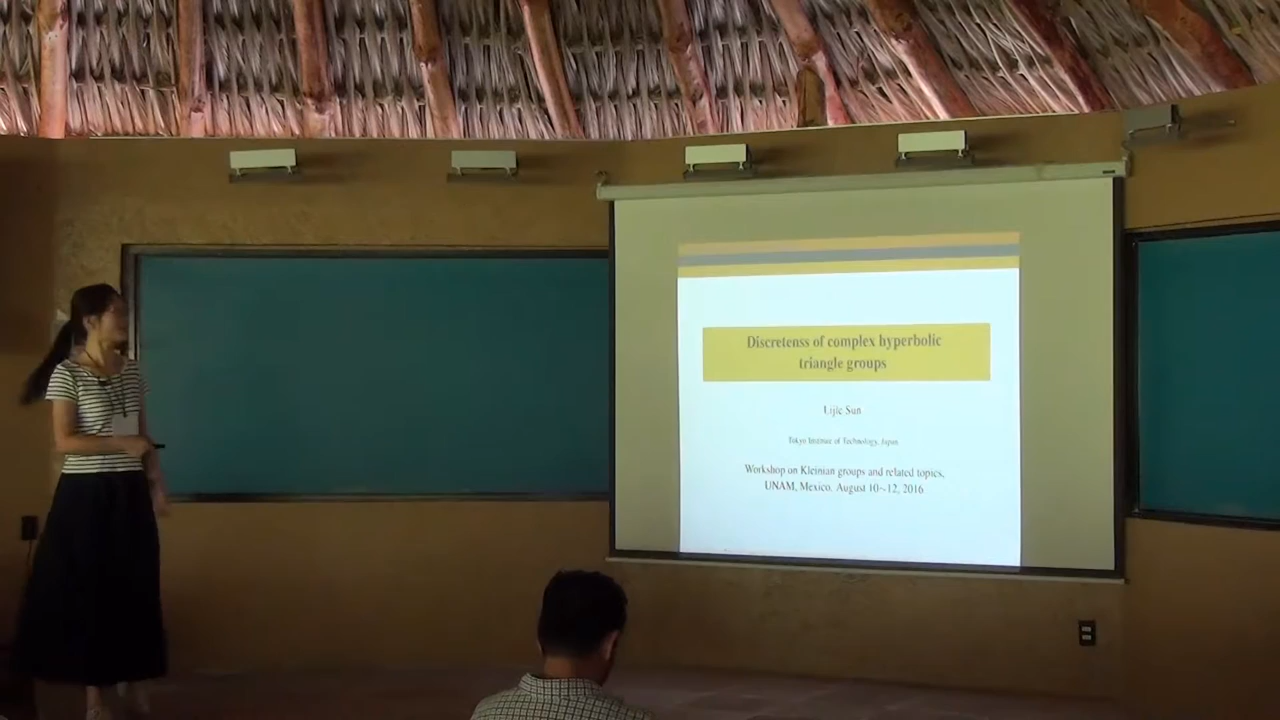 Discretenss of complex hyperbolic
triangle groups
Lijie Sun
Tokyo Institute of Technology, Japan
Workshop on Kleinian groups and related topics,
UNAM, Mexico, August 10~12, 2016